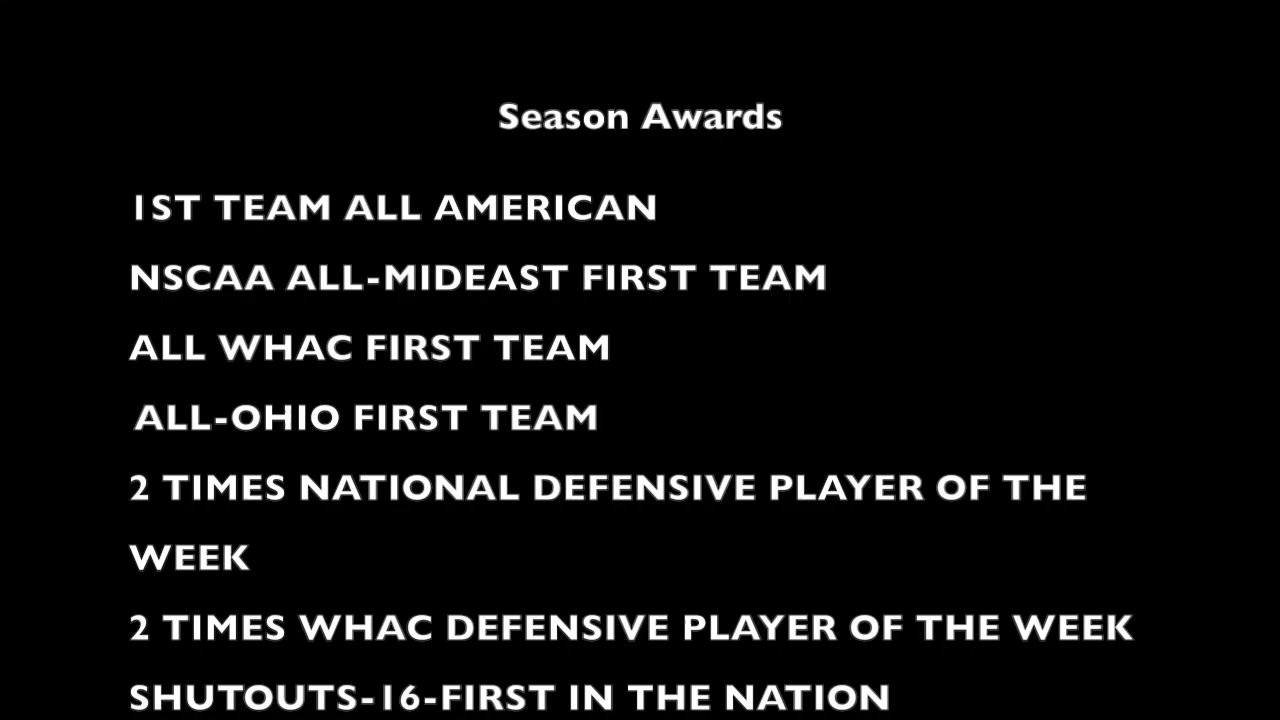 Season Awards
1ST TEAM ALL AMERICAN
NSCAA ALL-MIDEAST FIRST TEAM
ALL WHAC FIRST TEAM
ALL-OHIO FIRST TEAM
2 TIMES NATIONAL DEFENSIVE PLAYER OF THE
WEEK
2 TIMES WHAC DEFENSIVE PLAYER OF THE WEEK
SHUTOUTS-16-FIRST IN THE NATION